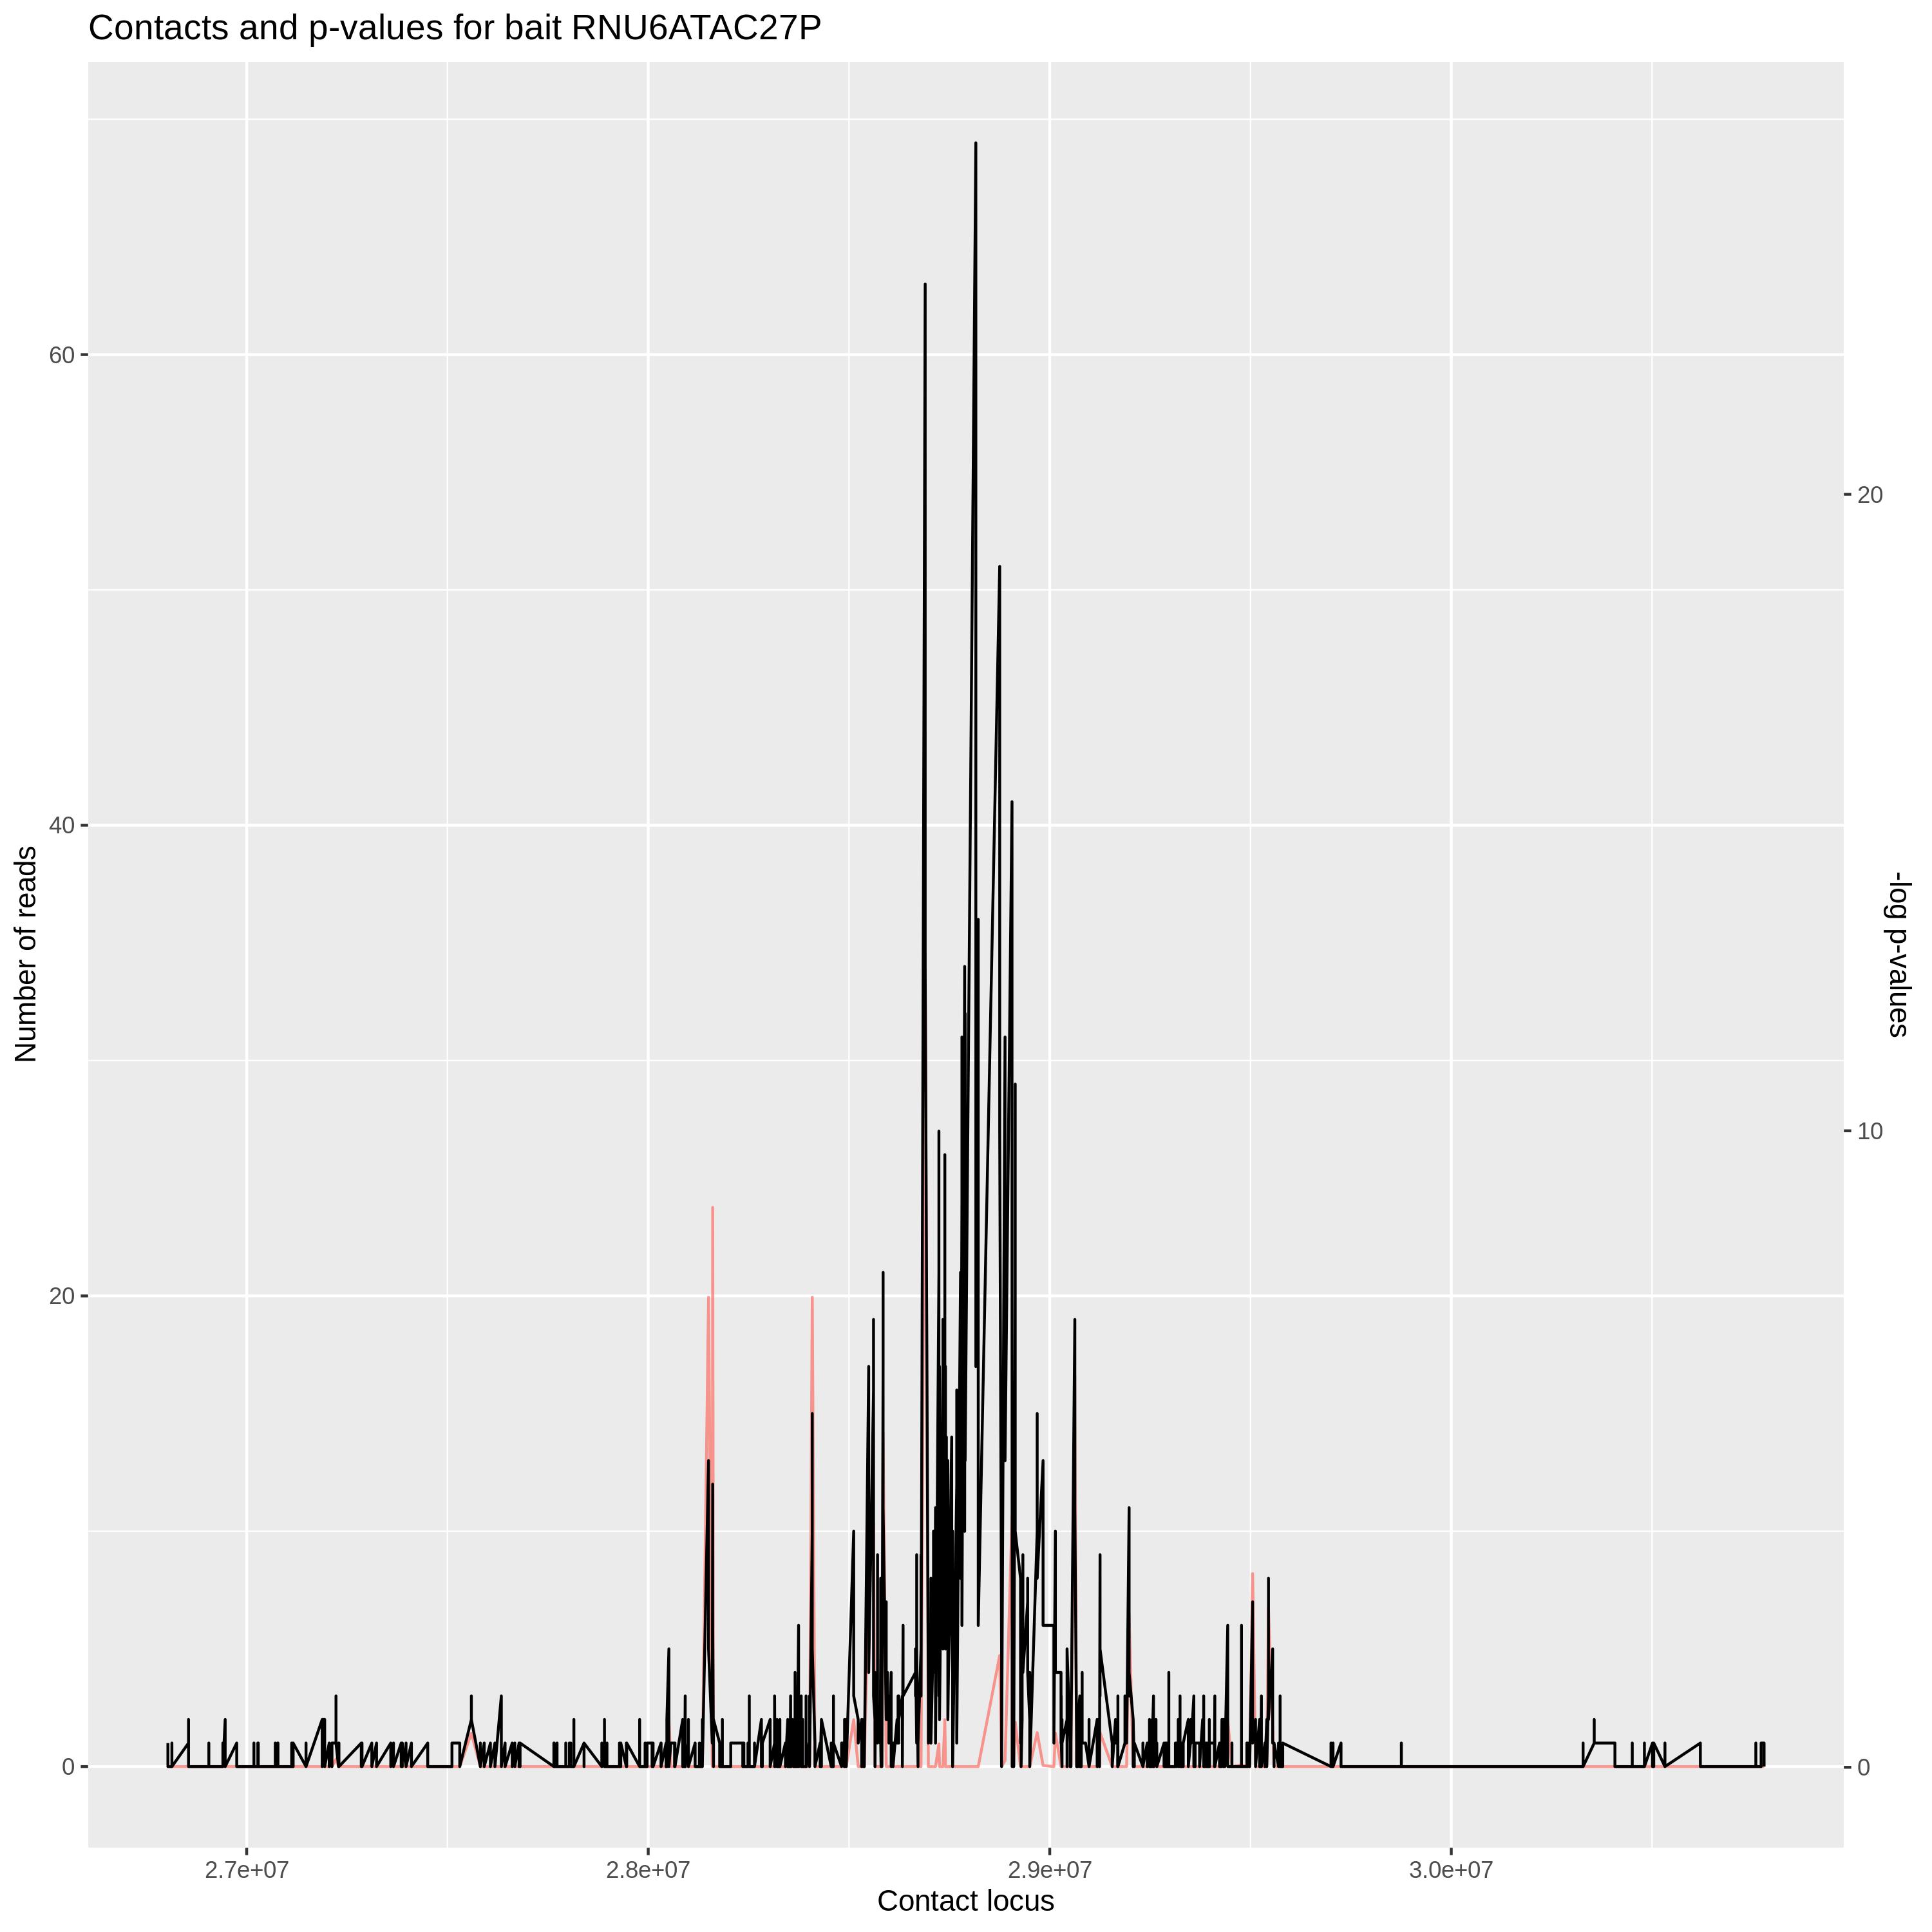 Contacts and p-values for bait RNU6ATAC27P
Number of reads
60
40
20
0
20
10
0
-log p-values
2.7e+07
2.8e+07
2.9e+07
3.0e+07
Contact locus